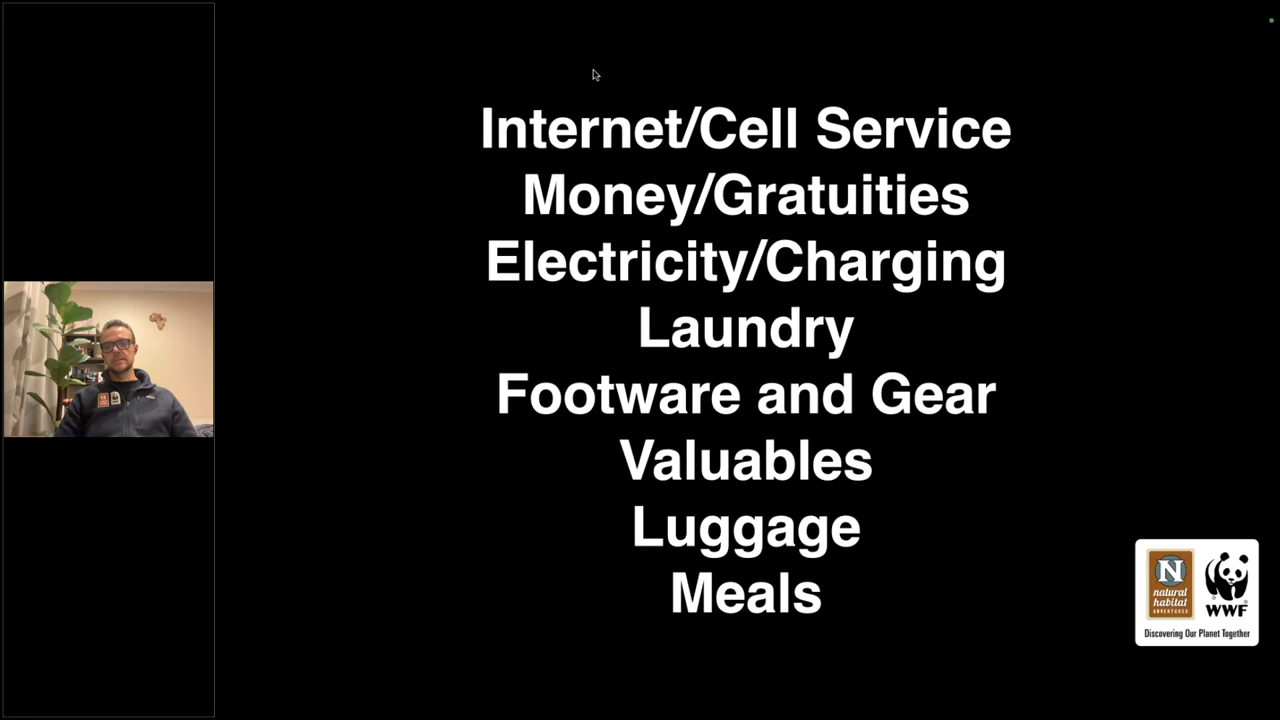 Internet/Cell Service
Money/Gratuities
Electricity/Charging
Laundry
Footware and Gear
Valuables
Luggage
Meals
N
natural
habitat
ADVENTURES
WWF
Discovering Our Planet Together